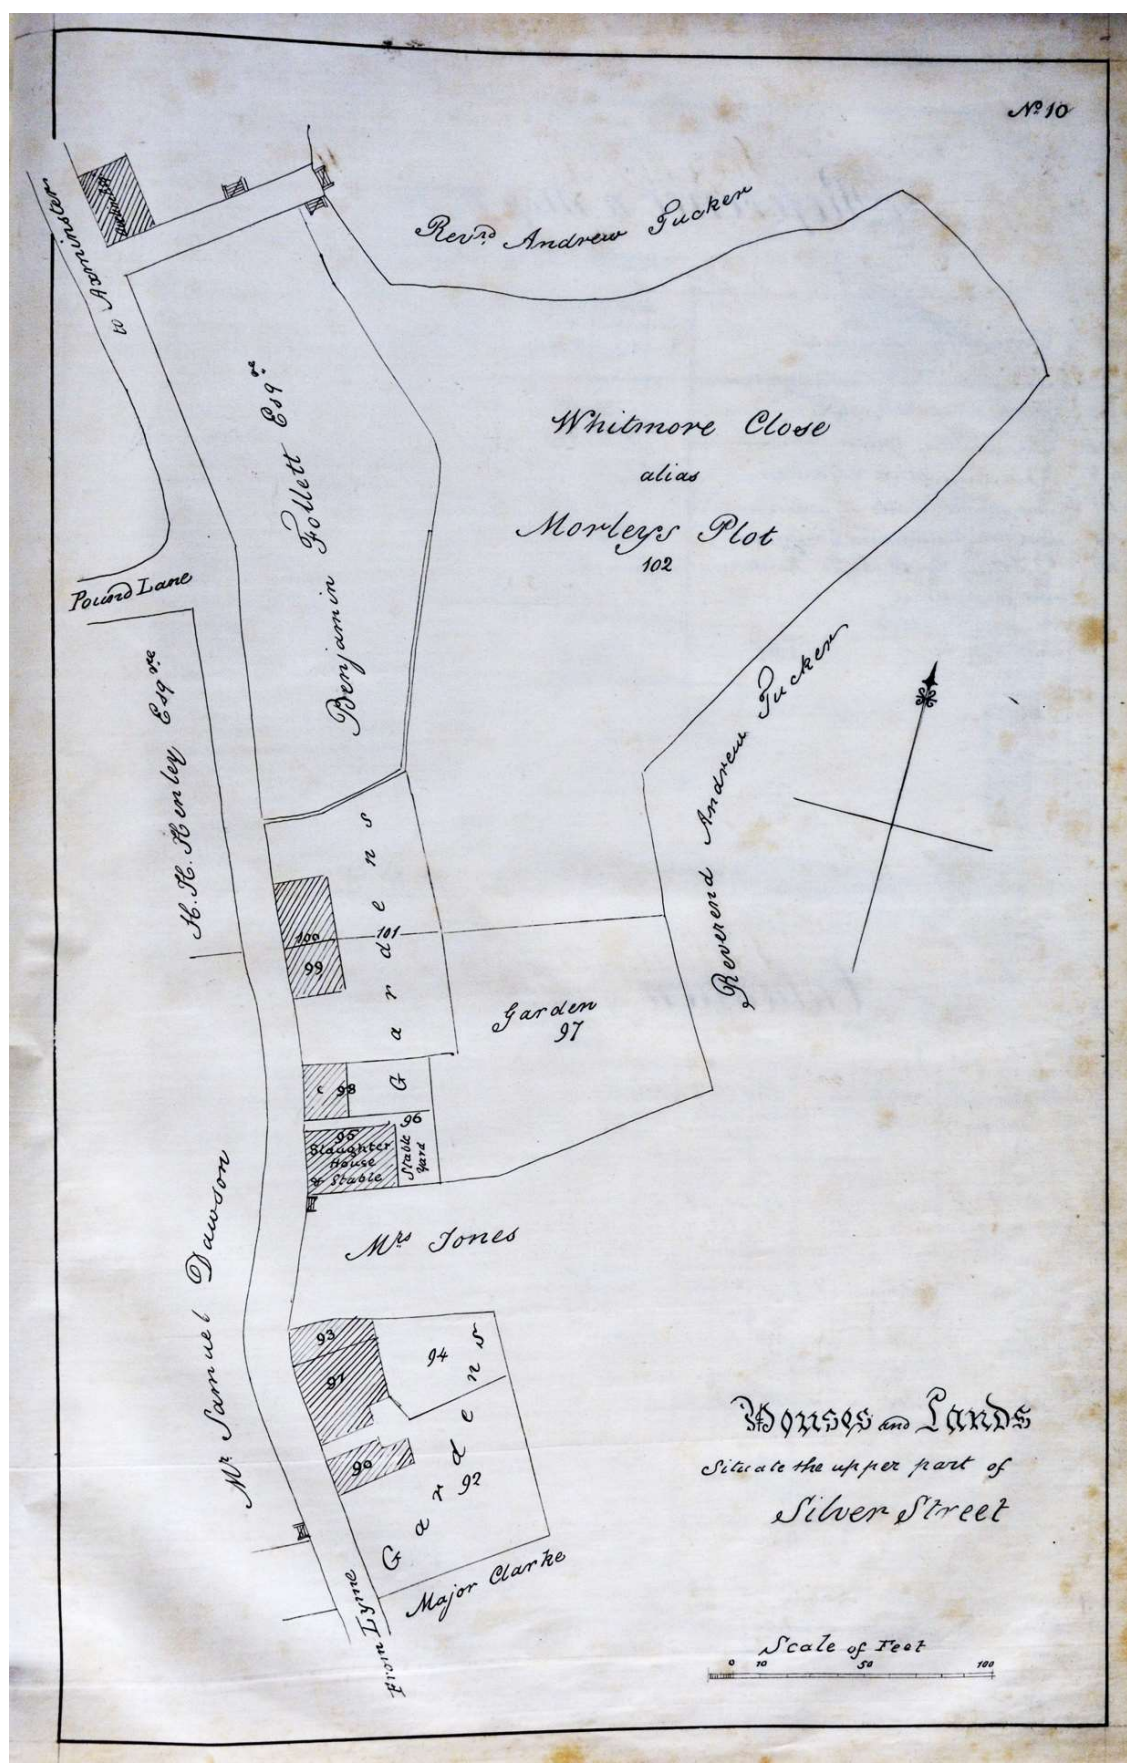 No 10
to Axminster
Revrd Andrew Tucker
Benjamin Follett Esqre
Whitmore Close
alias
Morleys Plot
102
Pound Lane
H. H. Henley Esqre
Reverend Andrew Tucker
Gardens
100
101
99
Garden
97
C 98
96
95
Slaughter
House
& Stable
Stable
Yard
Mr Samuel Dawson
Mrs Jones
93
91
94
90
Gardens
92
Major Clarke
From Lyme
Houses and Lands
Situate the upper part of
Silver Street
Scale of Feet
0 10 50 100